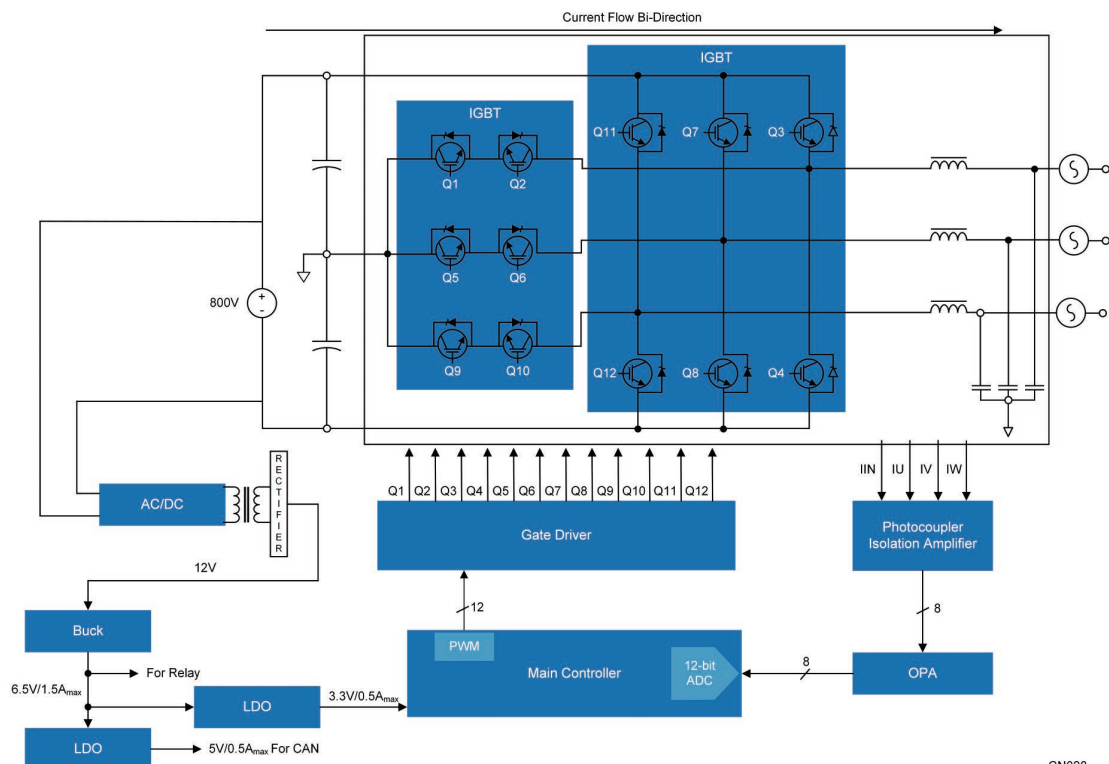 Current Flow Bi-Direction
IGBT
IGBT
Q11
Q7
Q3
Q1
Q2
Q5
Q6
800V
+
-
Q9
Q10
Q12
Q8
Q4
RECTIFIER
AC/DC
Q1 Q2 Q3 Q4 Q5 Q6 Q7 Q8 Q9 Q10 Q11 Q12
IIN IU IV IW
Gate Driver
Photocoupler
Isolation Amplifier
12V
12
8
Buck
PWM
Main Controller
12-bit
ADC
8
OPA
For Relay
6.5V/1.5Amax
LDO
3.3V/0.5Amax
LDO
5V/0.5Amax For CAN